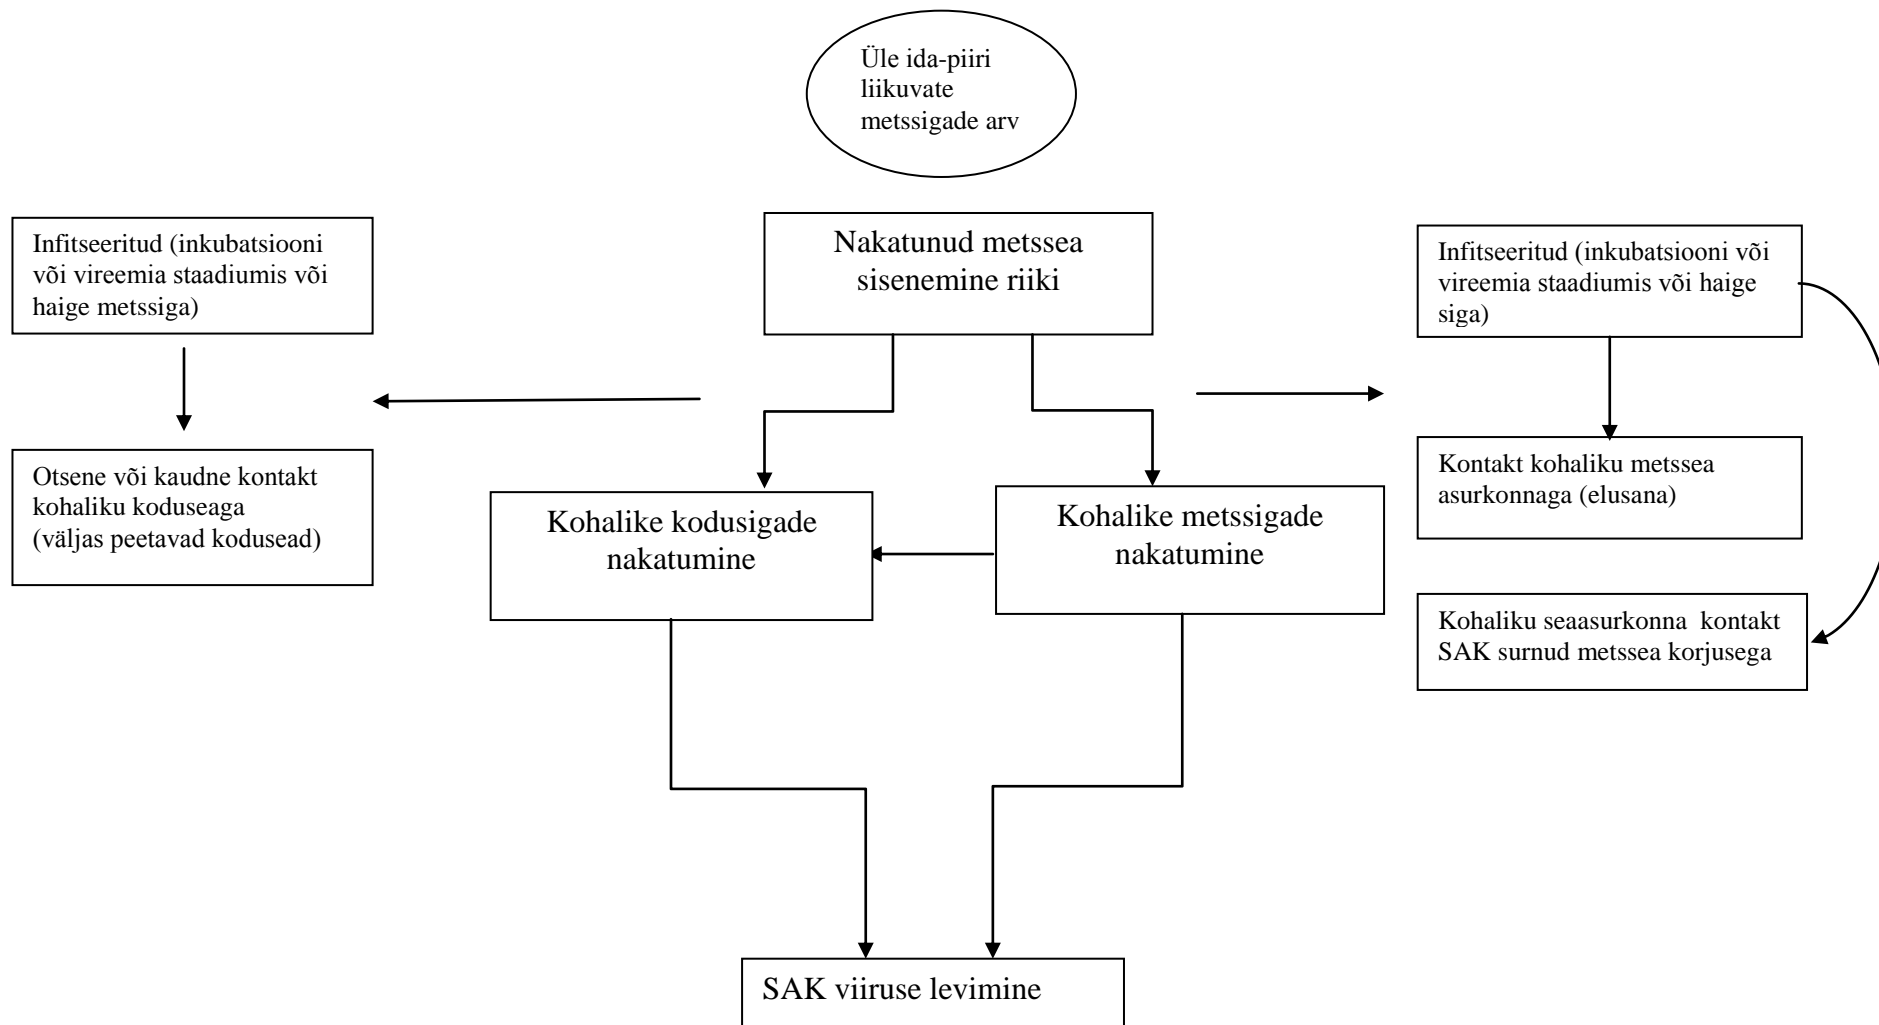 Üle ida-piiri
liikuvate
metssigade arv
Infitseeritud (inkubatsiooni
või vireemia staadiumis või
haige metssiga)
Nakatunud metssea
sisenemine riiki
Infitseeritud (inkubatsiooni või
vireemia staadiumis või haige
siga)
Otsene või kaudne kontakt
kohaliku koduseaga
(väljas peetavad kodusead)
Kohalike kodusigade
nakatumine
Kohalike metssigade
nakatumine
Kontakt kohaliku metssea
asurkonnaga (elusana)
Kohaliku seaasurkonna kontakt
SAK surnud metssea korjusega
SAK viiruse levimine